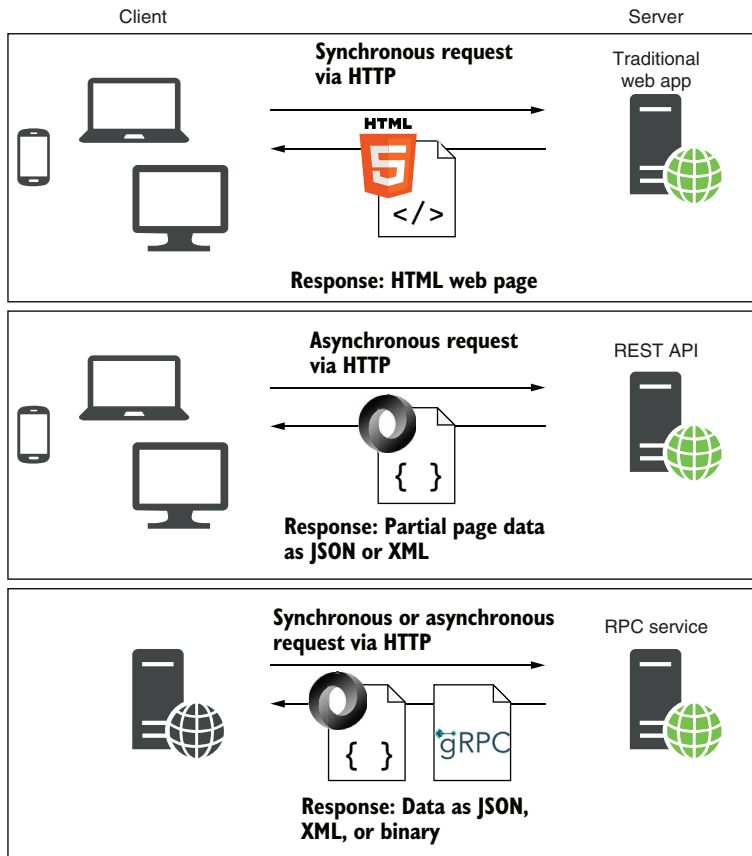 Client
Server
Synchronous request
via HTTP
Traditional
web app
HTML
5
</>
Response: HTML web page
Asynchronous request
via HTTP
REST API
{ }
Response: Partial page data
as JSON or XML
Synchronous or asynchronous
request via HTTP
RPC service
{ }
gRPC
Response: Data as JSON,
XML, or binary